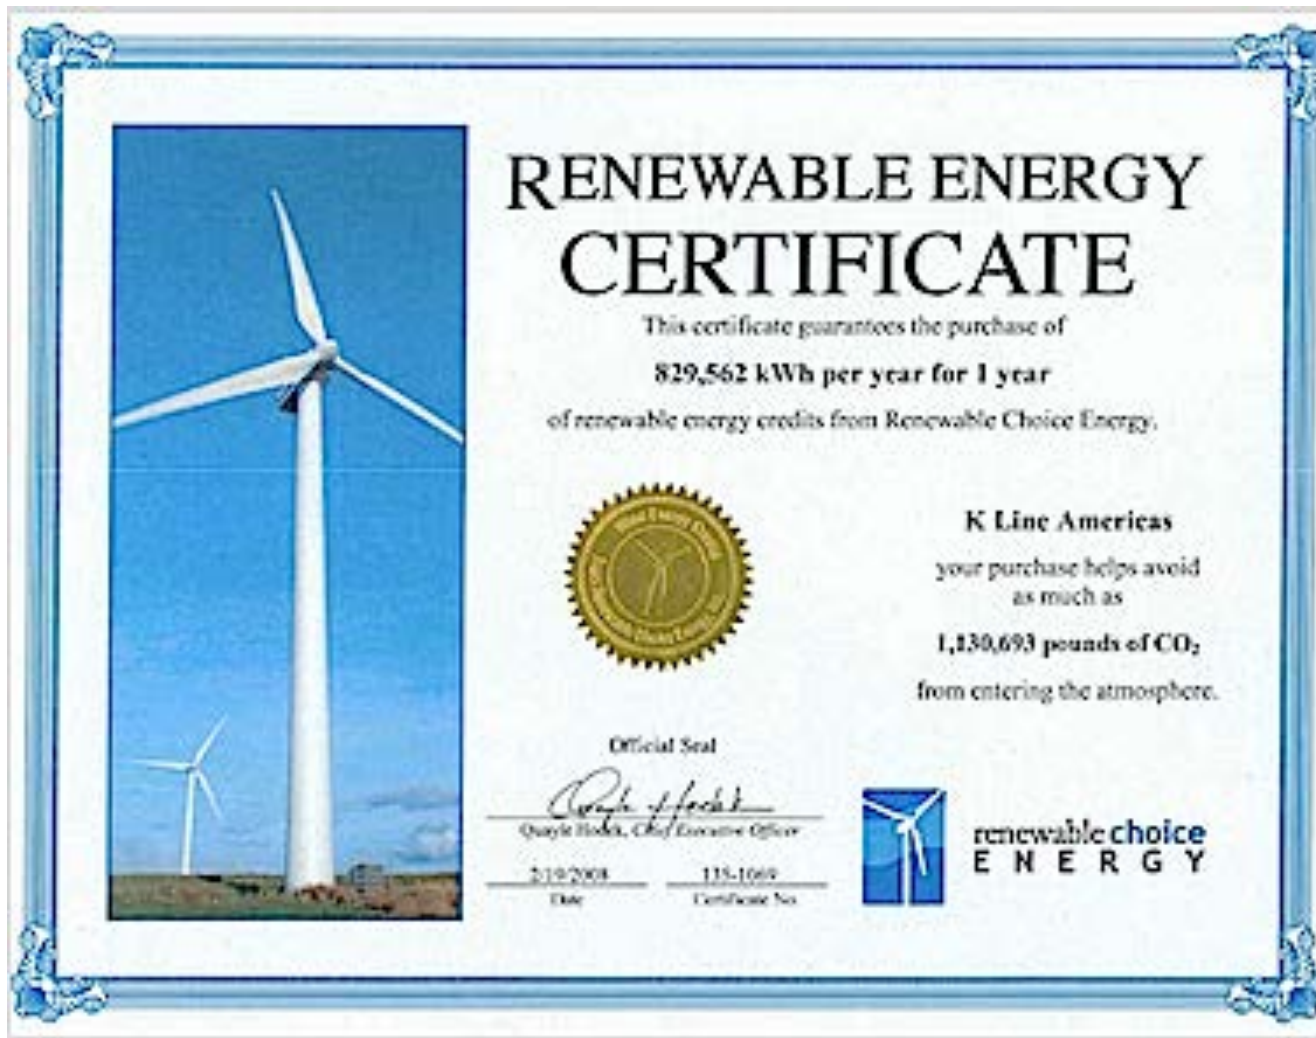 RENEWABLE ENERGY
CERTIFICATE
This certificate guarantees the purchase of
829,562 kWh per year for 1 year
of renewable energy credits from Renewable Choice Energy.
K Line Americas
your purchase helps avoid
as much as
1,130,693 pounds of CO₂
from entering the atmosphere.
Official Seal
Quayle Hodek, Chief Executive Officer
2/19/2008
Date
Certificate No.
renewable choice
ENERGY